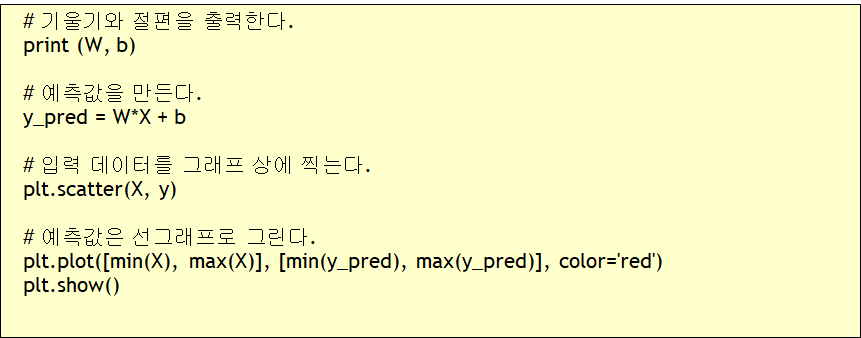 # 기울기와 절편을 출력한다.
print (W, b)
# 예측값을 만든다.
y_pred = W*X + b
# 입력 데이터를 그래프 상에 찍는다.
plt.scatter(X, y)
# 예측값은 선그래프로 그린다.
plt.plot([min(X), max(X)], [min(y_pred), max(y_pred)], color='red')
plt.show()